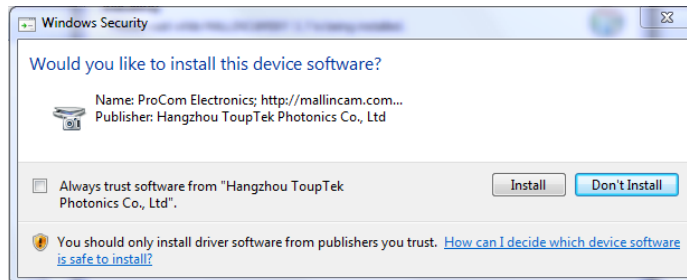 Windows Security
Would you like to install this device software?
Name: ProCom Electronics; http://mallincam.com...
Publisher: Hangzhou ToupTek Photonics Co., Ltd
Always trust software from "Hangzhou ToupTek
Photonics Co., Ltd".
Install
Don't Install
You should only install driver software from publishers you trust. How can I decide which device software
is safe to install?